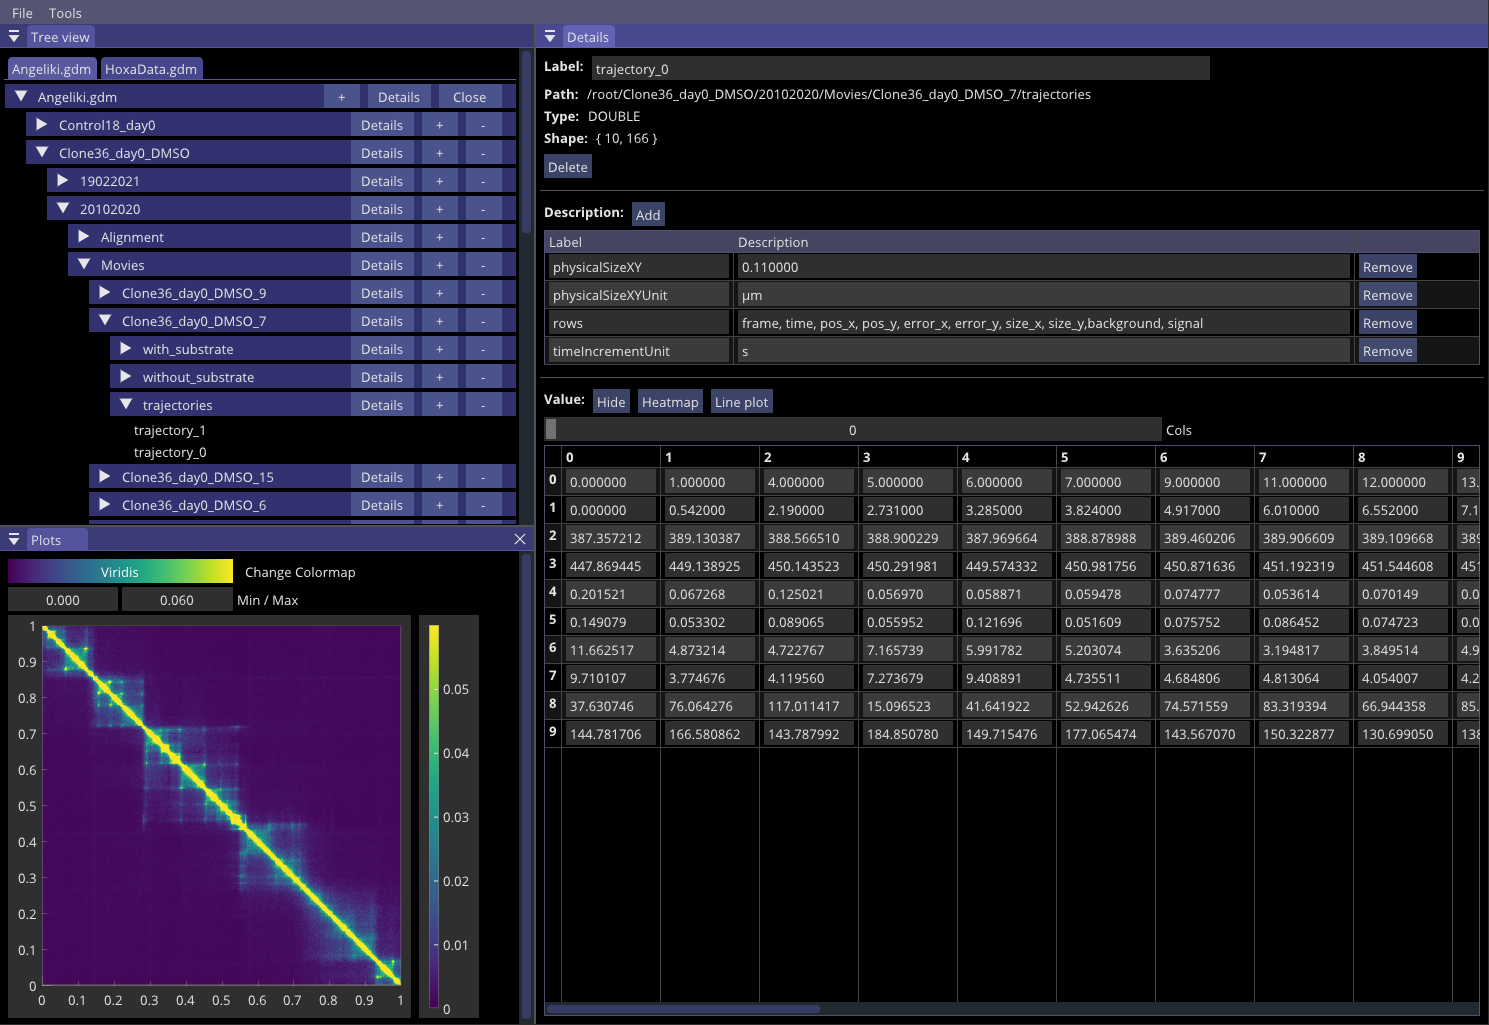 File Tools
Tree view
Angeliki.gdm HoxaData.gdm
Angeliki.gdm + Details Close
Control18_day0 Details + -
Clone36_day0_DMSO Details + -
19022021 Details + -
20102020 Details + -
Alignment Details + -
Movies Details + -
Clone36_day0_DMSO_9 Details + -
Clone36_day0_DMSO_7 Details + -
with_substrate Details + -
without_substrate Details + -
trajectories Details + -
trajectory_1
trajectory_0
Clone36_day0_DMSO_15 Details + -
Clone36_day0_DMSO_6 Details + -
Plots
Viridis Change Colormap
0.000 0.060 Min / Max
1
0.9
0.8
0.7
0.6
0.5
0.4
0.3
0.2
0.1
0
0 0.1 0.2 0.3 0.4 0.5 0.6 0.7 0.8 0.9 1
0.05
0.04
0.03
0.02
0.01
0
Details
Label: trajectory_0
Path: /root/Clone36_day0_DMSO/20102020/Movies/Clone36_day0_DMSO_7/trajectories
Type: DOUBLE
Shape: { 10, 166 }
Delete
Description: Add
Label Description
physicalSizeXY 0.110000 Remove
physicalSizeXYUnit µm Remove
rows frame, time, pos_x, pos_y, error_x, error_y, size_x, size_y,background, signal Remove
timeIncrementUnit s Remove
Value: Hide Heatmap Line plot
0 Cols
0 1 2 3 4 5 6 7 8 9
0 0.000000 1.000000 4.000000 5.000000 6.000000 7.000000 9.000000 11.000000 12.000000 13.
1 0.000000 0.542000 2.190000 2.731000 3.285000 3.824000 4.917000 6.010000 6.552000 7.1
2 387.357212 389.130387 388.566510 388.900229 387.969664 388.878988 389.460206 389.906609 389.109668 389
3 447.869445 449.138925 450.143523 450.291981 449.574332 450.981756 450.871636 451.192319 451.544608 451
4 0.201521 0.067268 0.125021 0.056970 0.058871 0.059478 0.074777 0.053614 0.070149 0.0
5 0.149079 0.053302 0.089065 0.055952 0.121696 0.051609 0.075752 0.086452 0.074723 0.0
6 11.662517 4.873214 4.722767 7.165739 5.991782 5.203074 3.635206 3.194817 3.849514 4.9
7 9.710107 3.774676 4.119560 7.273679 9.408891 4.735511 4.684806 4.813064 4.054007 4.2
8 37.630746 76.064276 117.011417 15.096523 41.641922 52.942626 74.571559 83.319394 66.944358 85.
9 144.781706 166.580862 143.787992 184.850780 149.715476 177.065474 143.567070 150.322877 130.699050 138